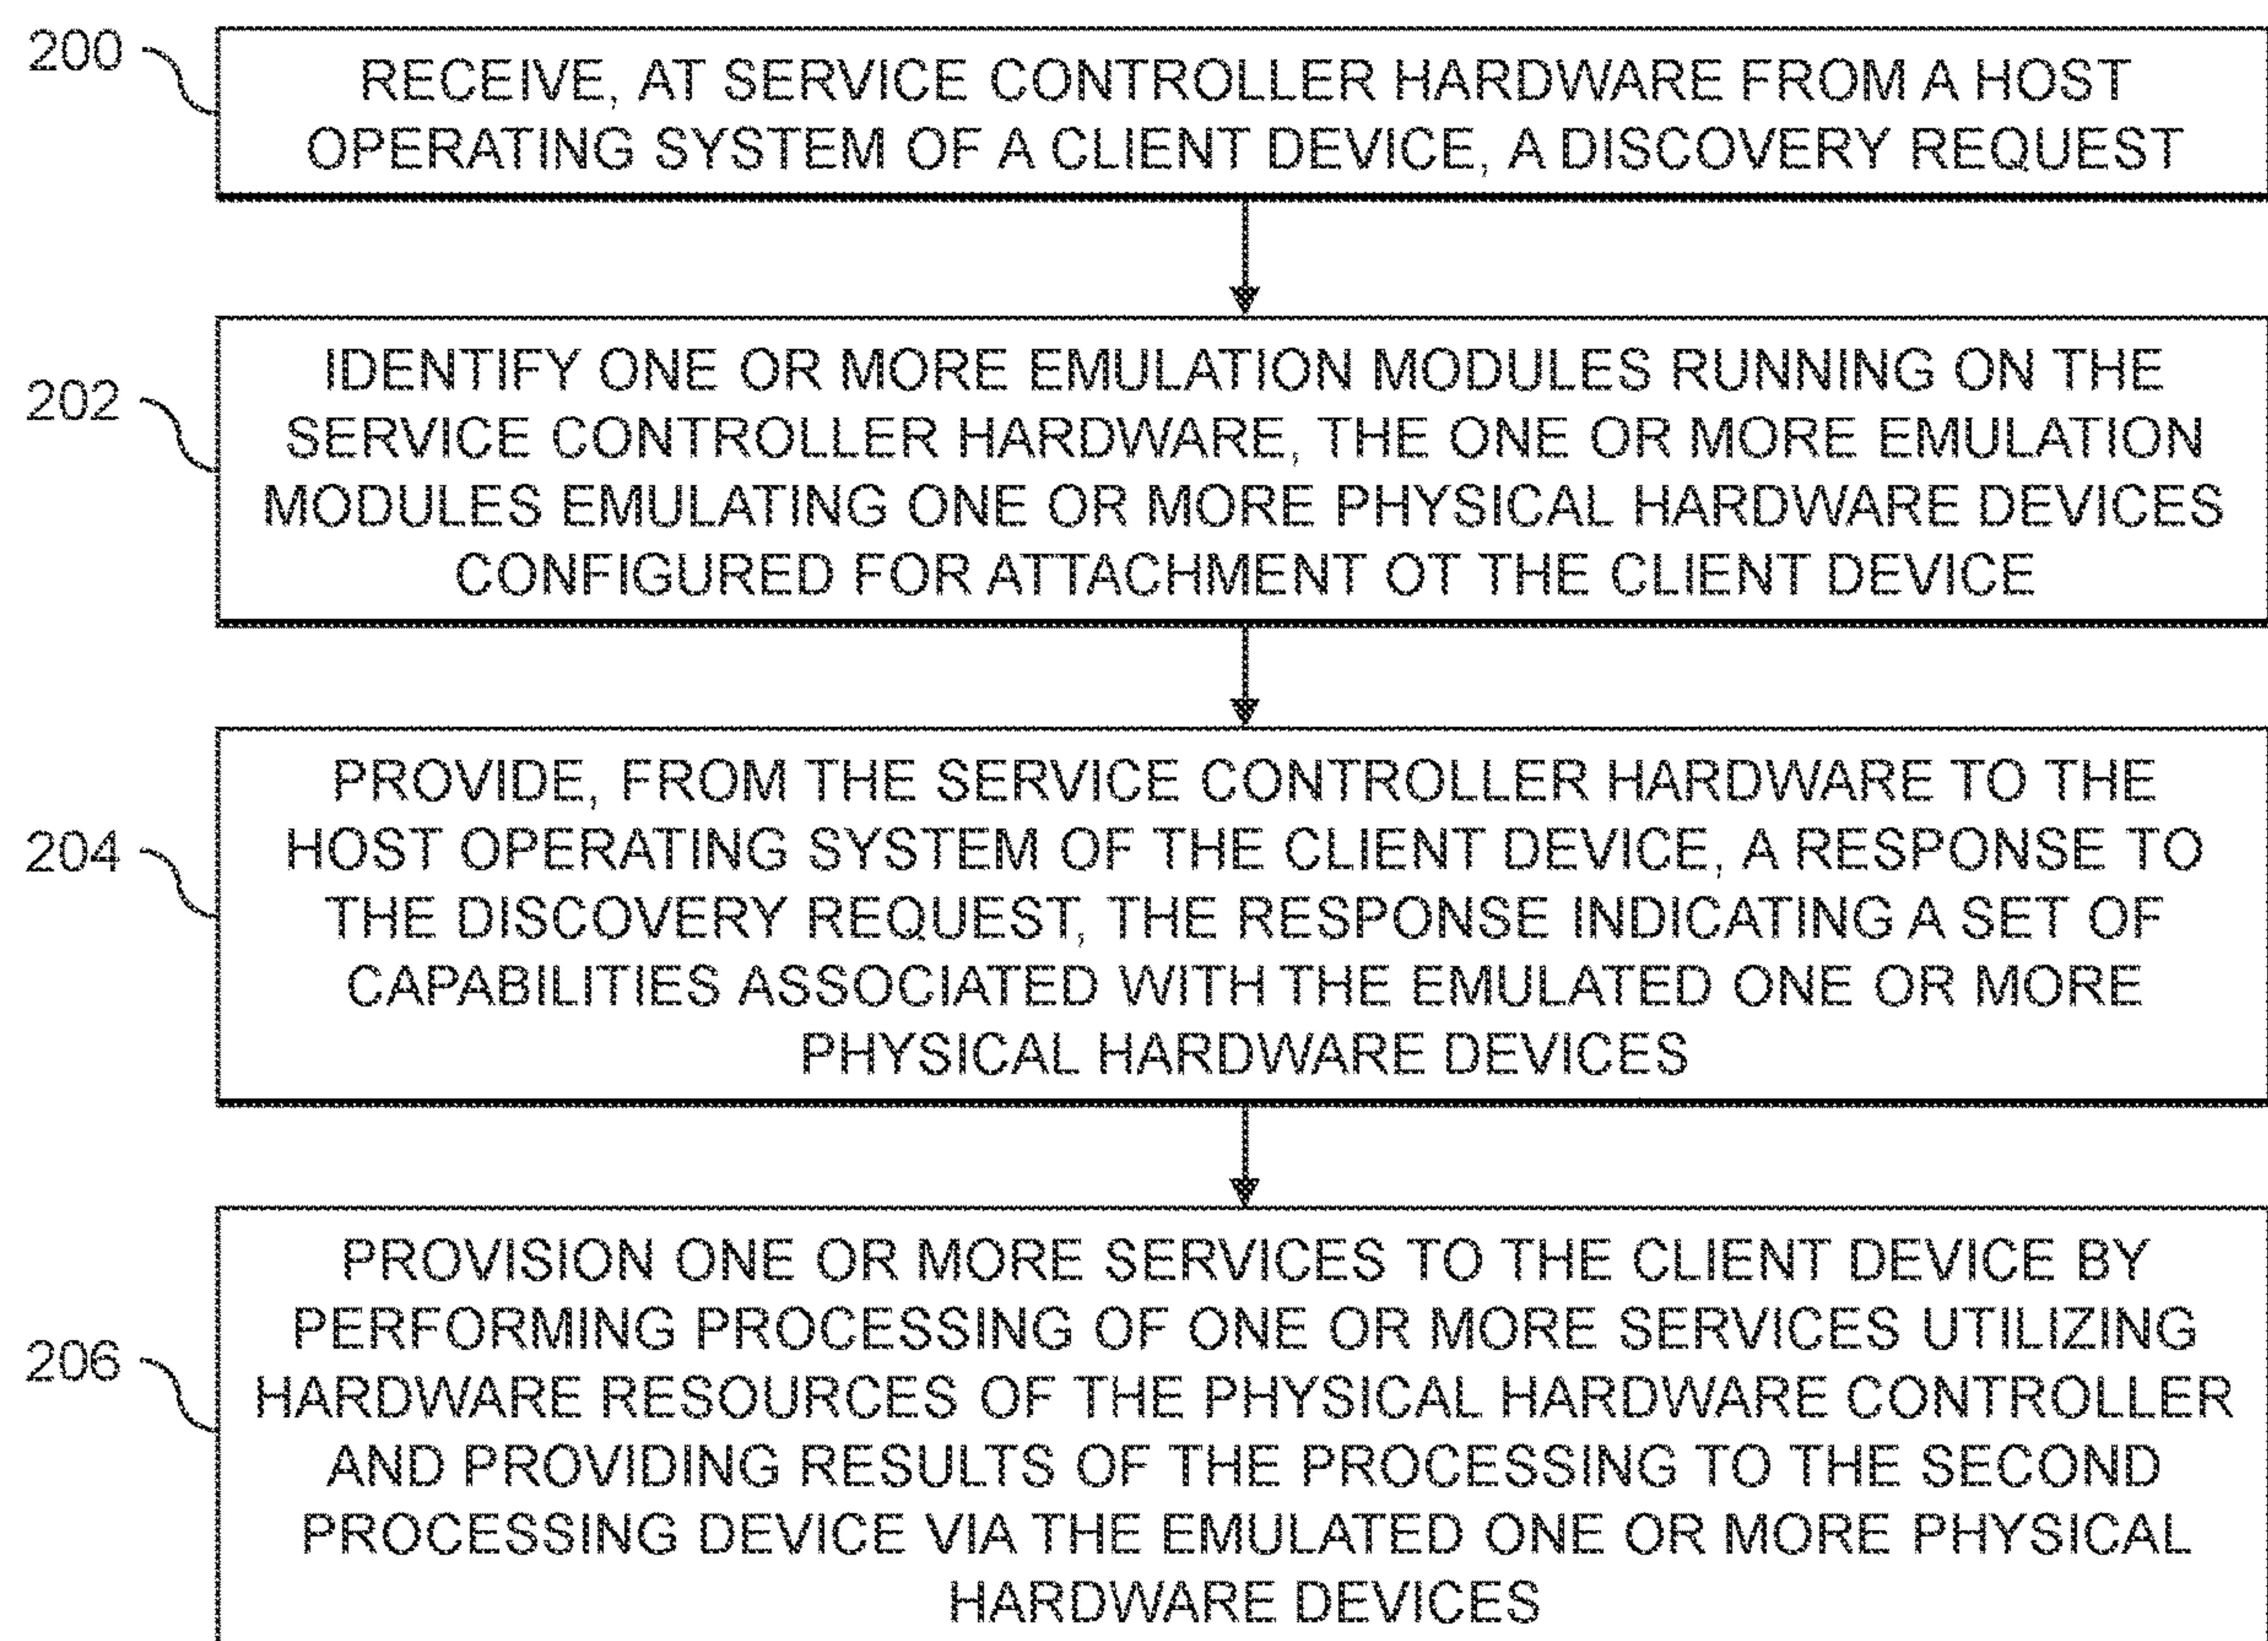 200
RECEIVE, AT SERVICE CONTROLLER HARDWARE FROM A HOST
OPERATING SYSTEM OF A CLIENT DEVICE, A DISCOVERY REQUEST
202
IDENTIFY ONE OR MORE EMULATION MODULES RUNNING ON THE
SERVICE CONTROLLER HARDWARE, THE ONE OR MORE EMULATION
MODULES EMULATING ONE OR MORE PHYSICAL HARDWARE DEVICES
CONFIGURED FOR ATTACHMENT OT THE CLIENT DEVICE
204
PROVIDE, FROM THE SERVICE CONTROLLER HARDWARE TO THE
HOST OPERATING SYSTEM OF THE CLIENT DEVICE, A RESPONSE TO
THE DISCOVERY REQUEST, THE RESPONSE INDICATING A SET OF
CAPABILITIES ASSOCIATED WITH THE EMULATED ONE OR MORE
PHYSICAL HARDWARE DEVICES
206
PROVISION ONE OR MORE SERVICES TO THE CLIENT DEVICE BY
PERFORMING PROCESSING OF ONE OR MORE SERVICES UTILIZING
HARDWARE RESOURCES OF THE PHYSICAL HARDWARE CONTROLLER
AND PROVIDING RESULTS OF THE PROCESSING TO THE SECOND
PROCESSING DEVICE VIA THE EMULATED ONE OR MORE PHYSICAL
HARDWARE DEVICES